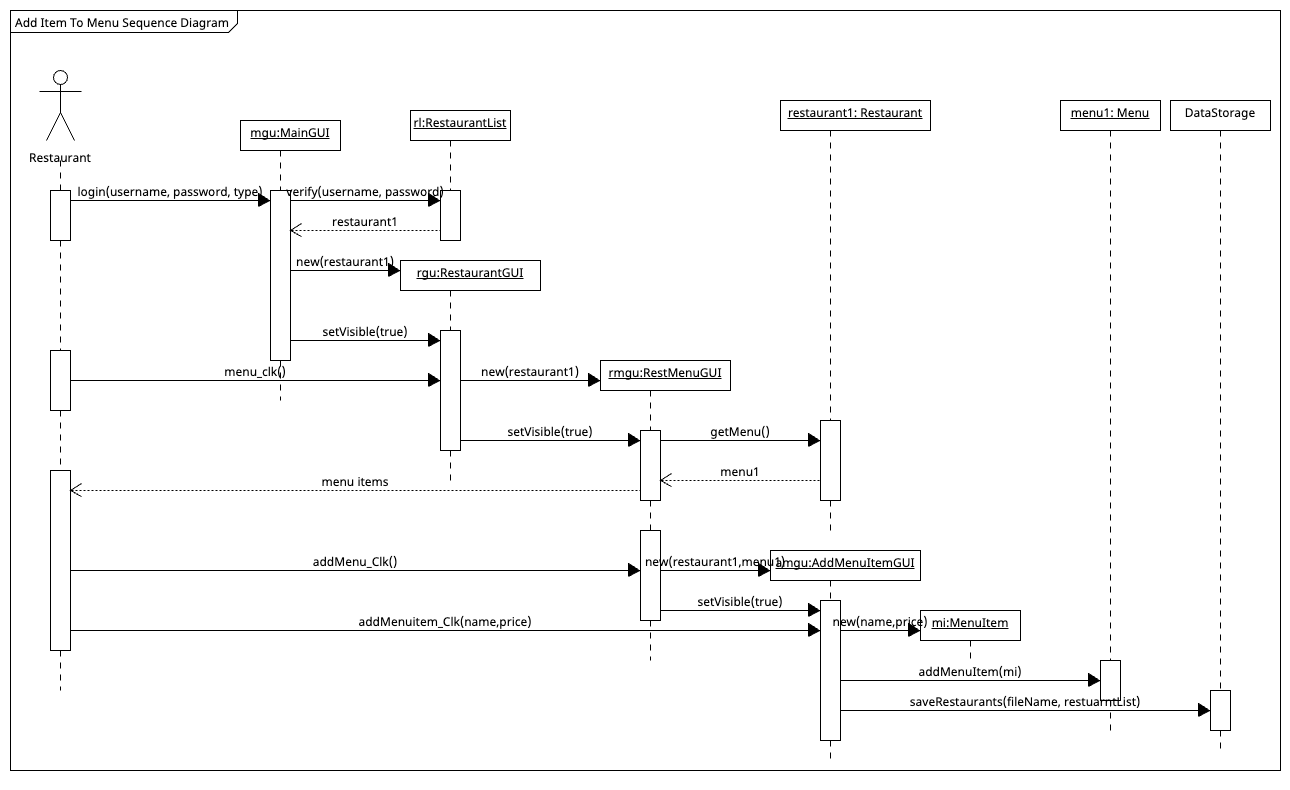 Add Item To Menu Sequence Diagram
Restaurant
mgu:MainGUI
rl:RestaurantList
restaurant1: Restaurant
menu1: Menu
DataStorage
login(username, password, type)
verify(username, password)
restaurant1
new(restaurant1)
rgu:RestaurantGUI
setVisible(true)
menu_clk()
new(restaurant1)
rmgu:RestMenuGUI
setVisible(true)
getMenu()
menu1
menu items
addMenu_Clk()
new(restaurant1,menu1)
amgu:AddMenuItemGUI
setVisible(true)
addMenuitem_Clk(name,price)
new(name,price)
mi:MenuItem
addMenuItem(mi)
saveRestaurants(fileName, restuarntList)